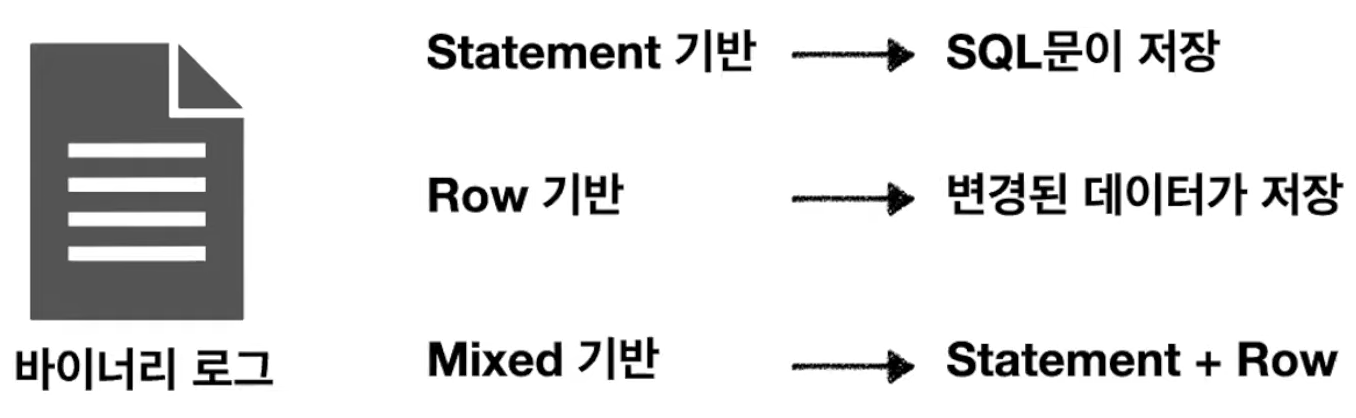 Statement 기반 SQL문이 저장
Row 기반 변경된 데이터가 저장
바이너리 로그
Mixed 기반 Statement + Row